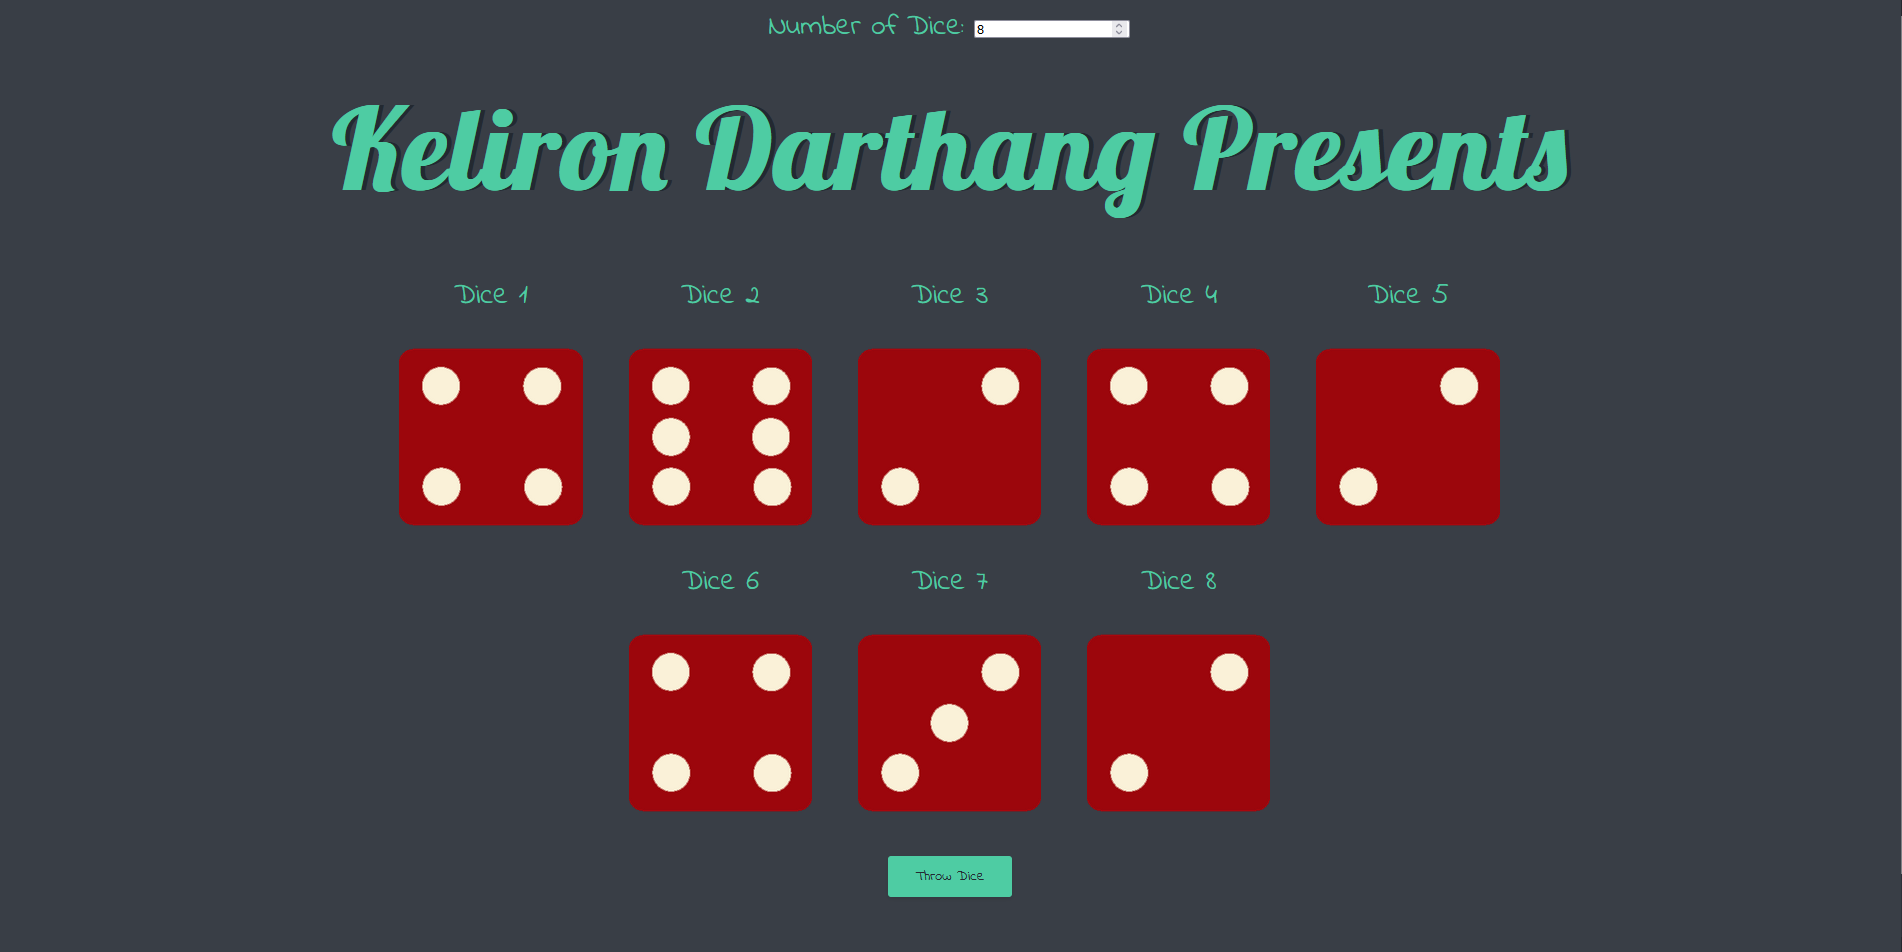 Number of Dice: 8
Keliron Darthang Presents
Dice 1 Dice 2 Dice 3 Dice 4 Dice 5
Dice 6 Dice 7 Dice 8
Throw Dice